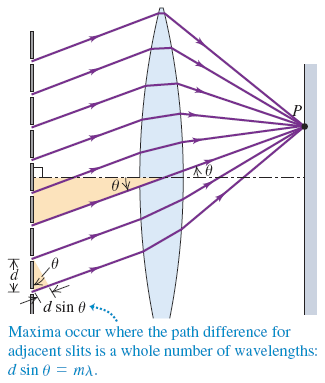 P
θ
θ
θ
d
d sin θ
Maxima occur where the path difference for
adjacent slits is a whole number of wavelengths:
d sin θ = mλ.